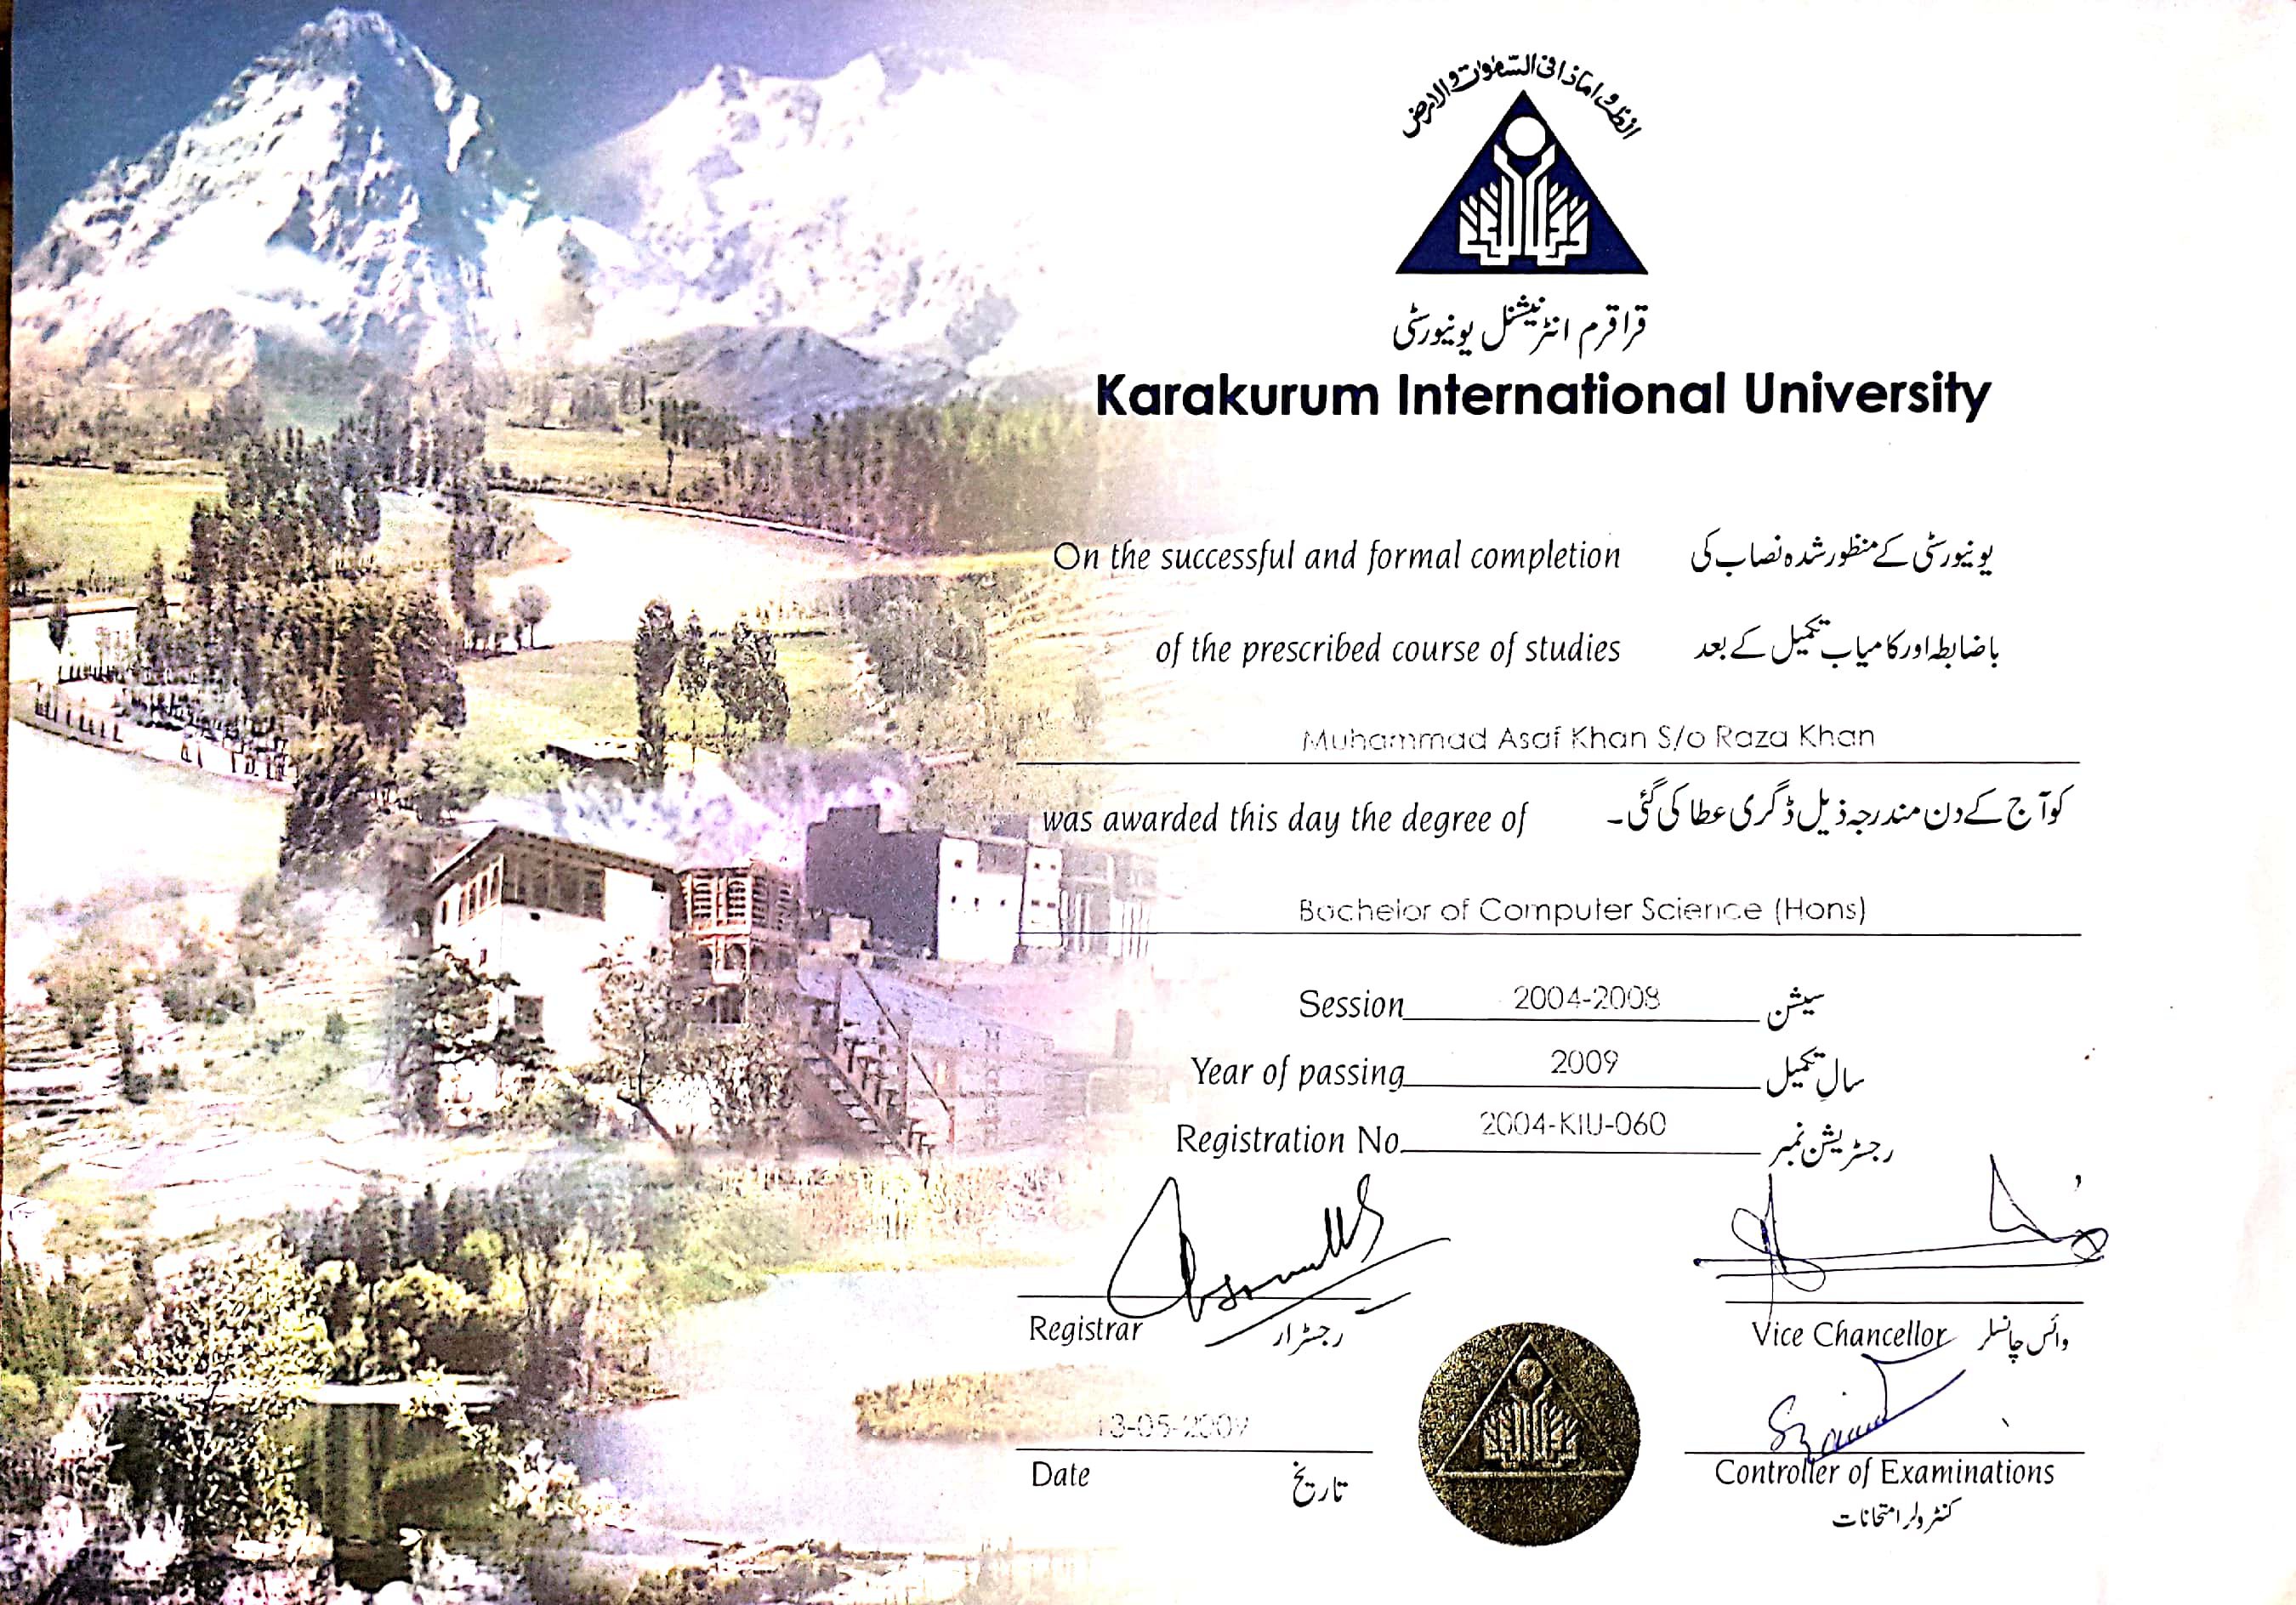 انظروا ماذا فی السمٰوٰت والارض
قراقرم انٹرنیشنل یونیورسٹی
Karakurum International University
On the successful and formal completion یونیورسٹی کے منظور شدہ نصاب کی
of the prescribed course of studies باضابطہ اور کامیاب تکمیل کے بعد
Muhammad Asaf Khan S/o Raza Khan
was awarded this day the degree of کو آج کے دن مندرجہ ذیل ڈگری عطا کی گئی۔
Bachelor of Computer Science (Hons)
Session 2004-2008 سیشن
Year of passing 2009 سالِ تکمیل
Registration No. 2004-KIU-060 رجسٹریشن نمبر
Registrar رجسٹرار
Vice Chancellor وائس چانسلر
13-05-2009
Date تاریخ
Controller of Examinations
کنٹرولر امتحانات